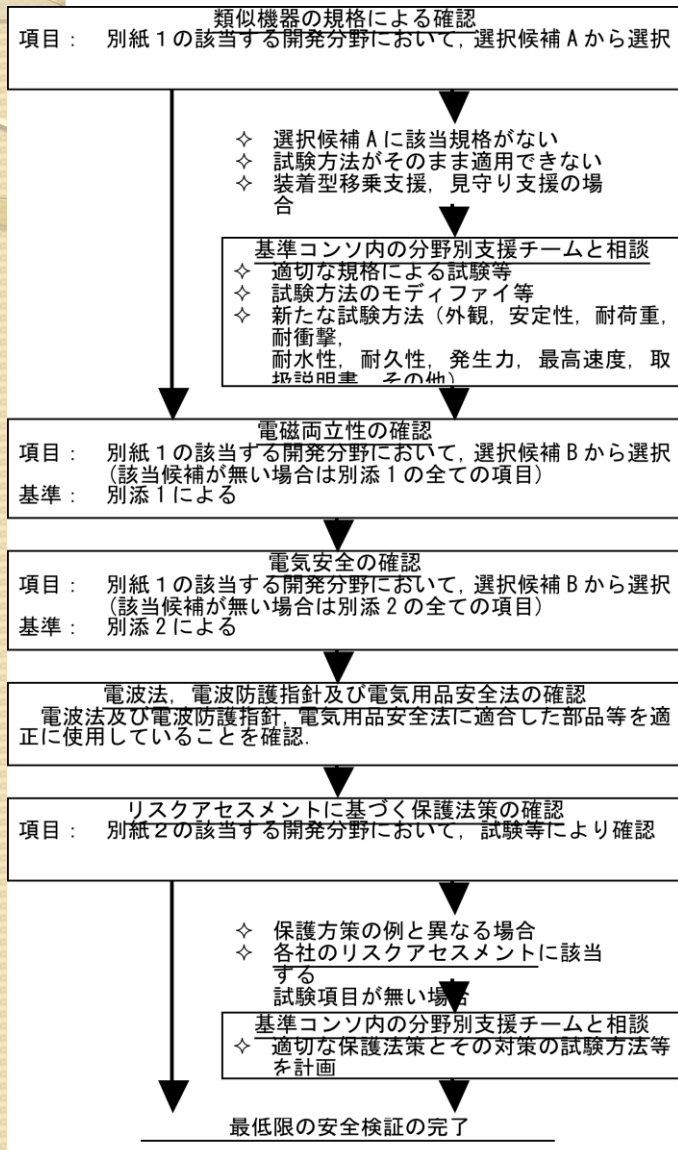 類似機器の規格による確認
項目： 別紙１の該当する開発分野において，選択候補Ａから選択
✧ 選択候補Ａに該当規格がない
✧ 試験方法がそのまま適用できない
✧ 装着型移乗支援，見守り支援の場
合
基準コンソ内の分野別支援チームと相談
✧ 適切な規格による試験等
✧ 試験方法のモディファイ等
✧ 新たな試験方法（外観，安定性，耐荷重，
耐衝撃，
耐水性，耐久性，発生力，最高速度，取
扱説明書，その他）
電磁両立性の確認
項目： 別紙１の該当する開発分野において，選択候補Ｂから選択
（該当候補が無い場合は別添１の全ての項目）
基準： 別添１による
電気安全の確認
項目： 別紙１の該当する開発分野において，選択候補Ｂから選択
（該当候補が無い場合は別添２の全ての項目）
基準： 別添２による
電波法，電波防護指針及び電気用品安全法の確認
電波法及び電波防護指針，電気用品安全法に適合した部品等を適
正に使用していることを確認．
リスクアセスメントに基づく保護法策の確認
項目： 別紙２の該当する開発分野において，試験等により確認
✧ 保護方策の例と異なる場合
✧ 各社のリスクアセスメントに該当
する
試験項目が無い場合
基準コンソ内の分野別支援チームと相談
✧ 適切な保護法策とその対策の試験方法等
を計画
最低限の安全検証の完了